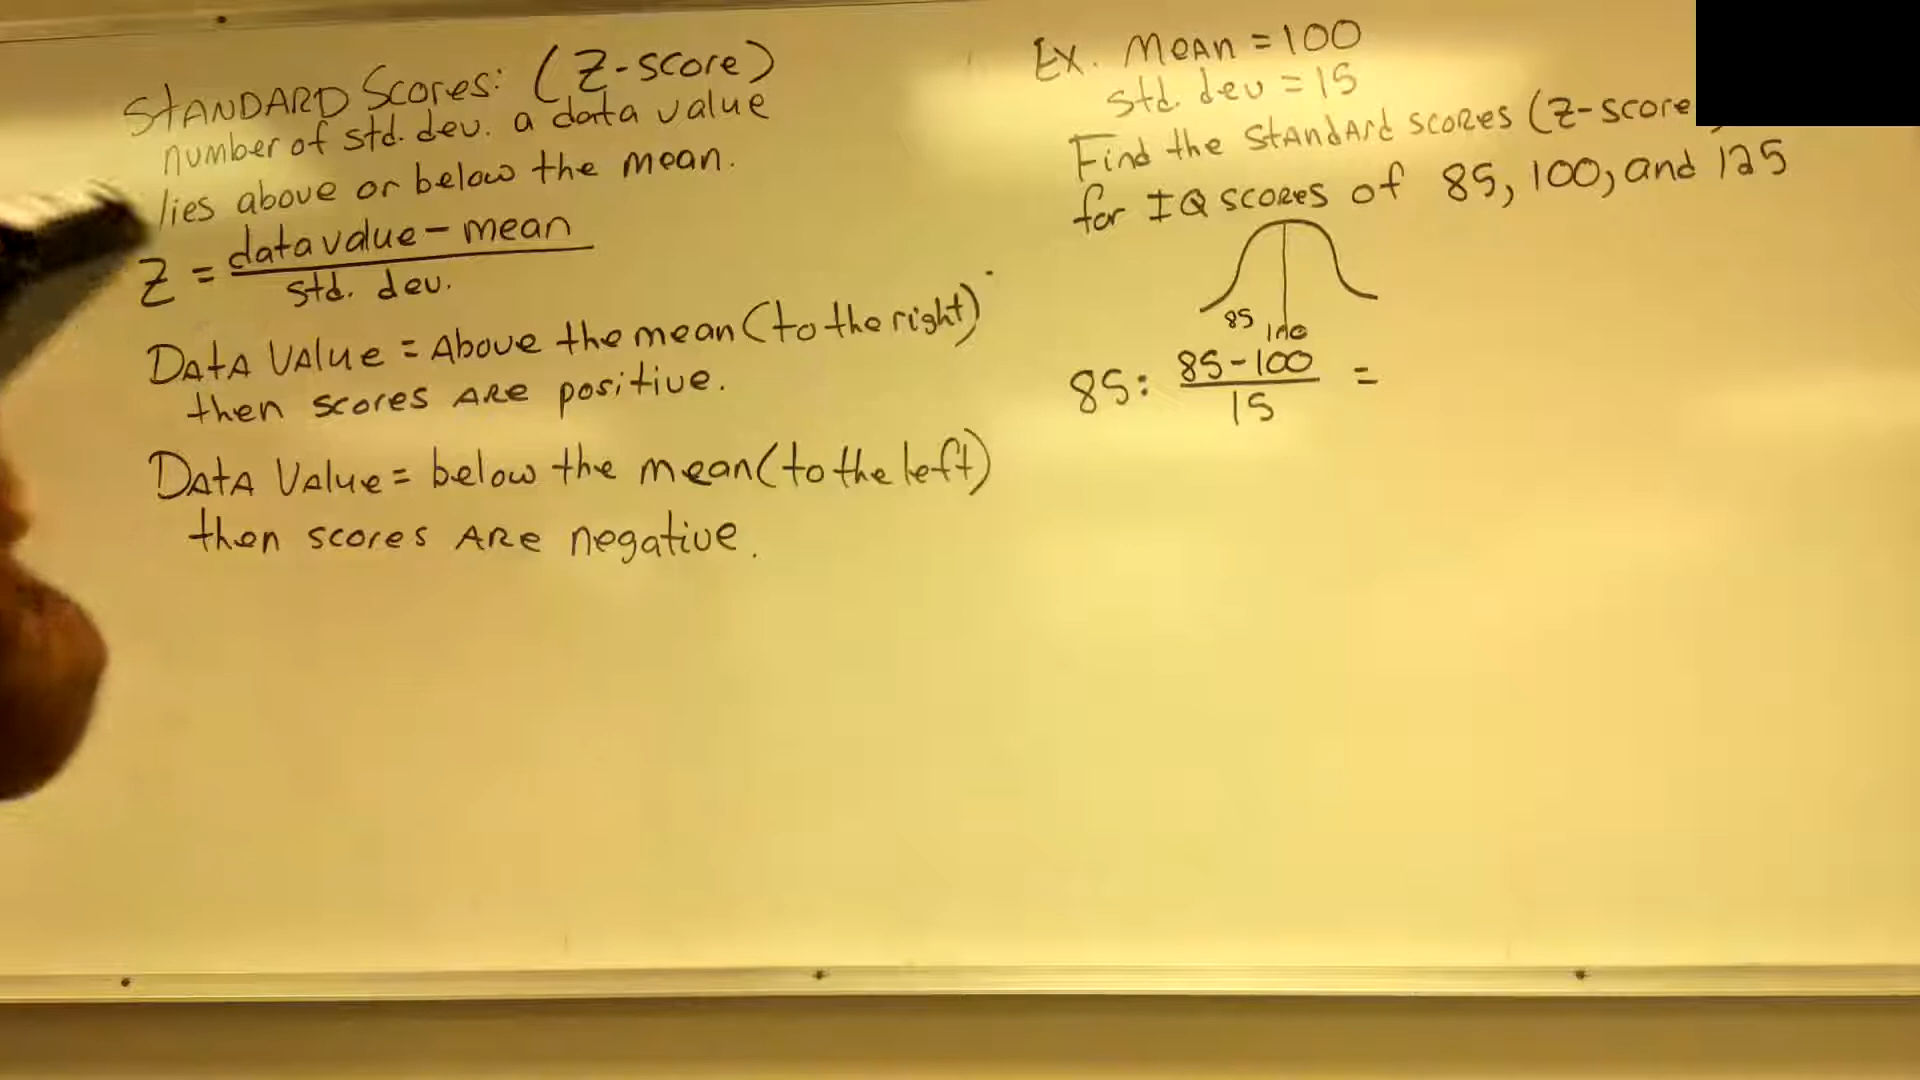 STANDARD Scores: (Z-score)
number of std. dev. a data value
lies above or below the mean.
Z = data value - mean
std. dev.
DATA VAlue = Above the mean (to the right)
then scores ARe positive.
DATA VAlue = below the mean (to the left)
then scores ARe negative.
Ex. MeAn = 100
std. dev = 15
Find the StAndArd scoRes (Z-score
for IQ scoRes of 85, 100, and 125
85
100
85: 85-100 =
15